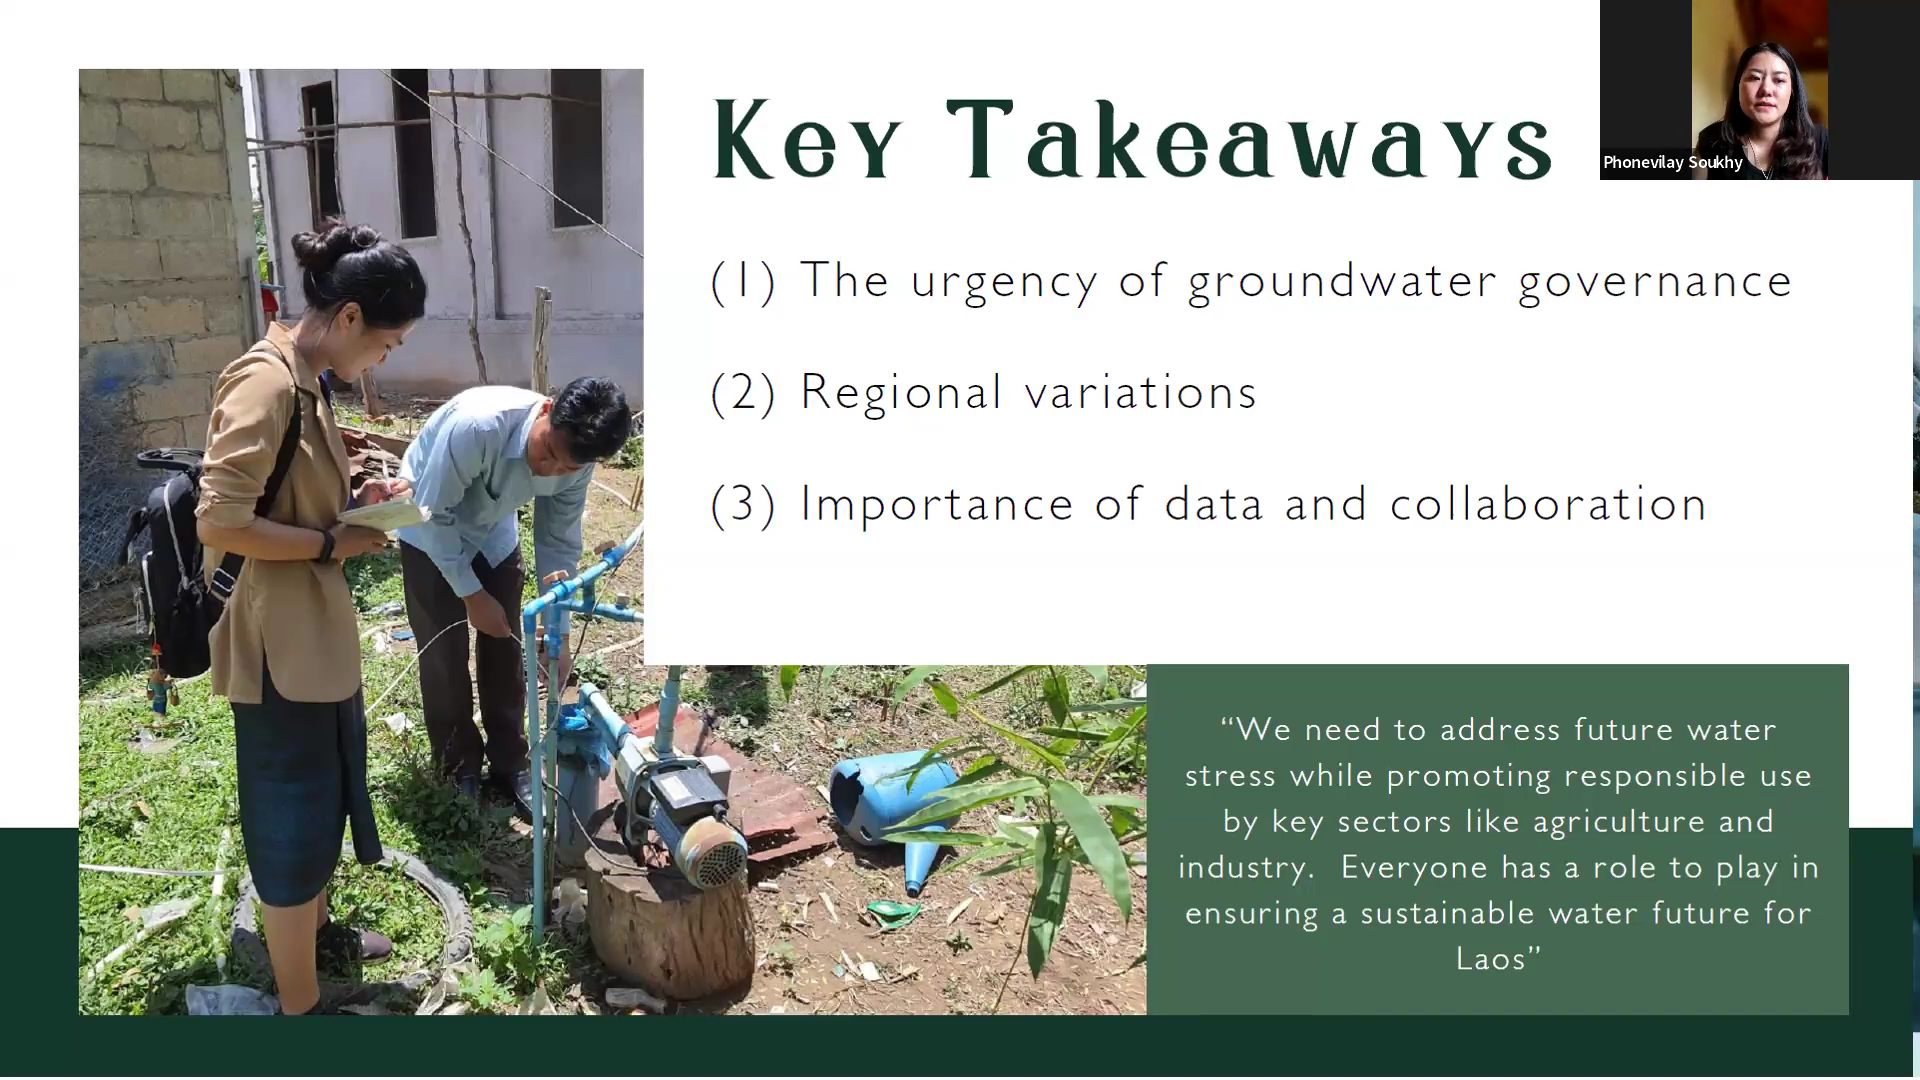 Key Takeaways
Phonevilay Soukhy
(1) The urgency of groundwater governance
(2) Regional variations
(3) Importance of data and collaboration
“We need to address future water
stress while promoting responsible use
by key sectors like agriculture and
industry.  Everyone has a role to play in
ensuring a sustainable water future for
Laos”